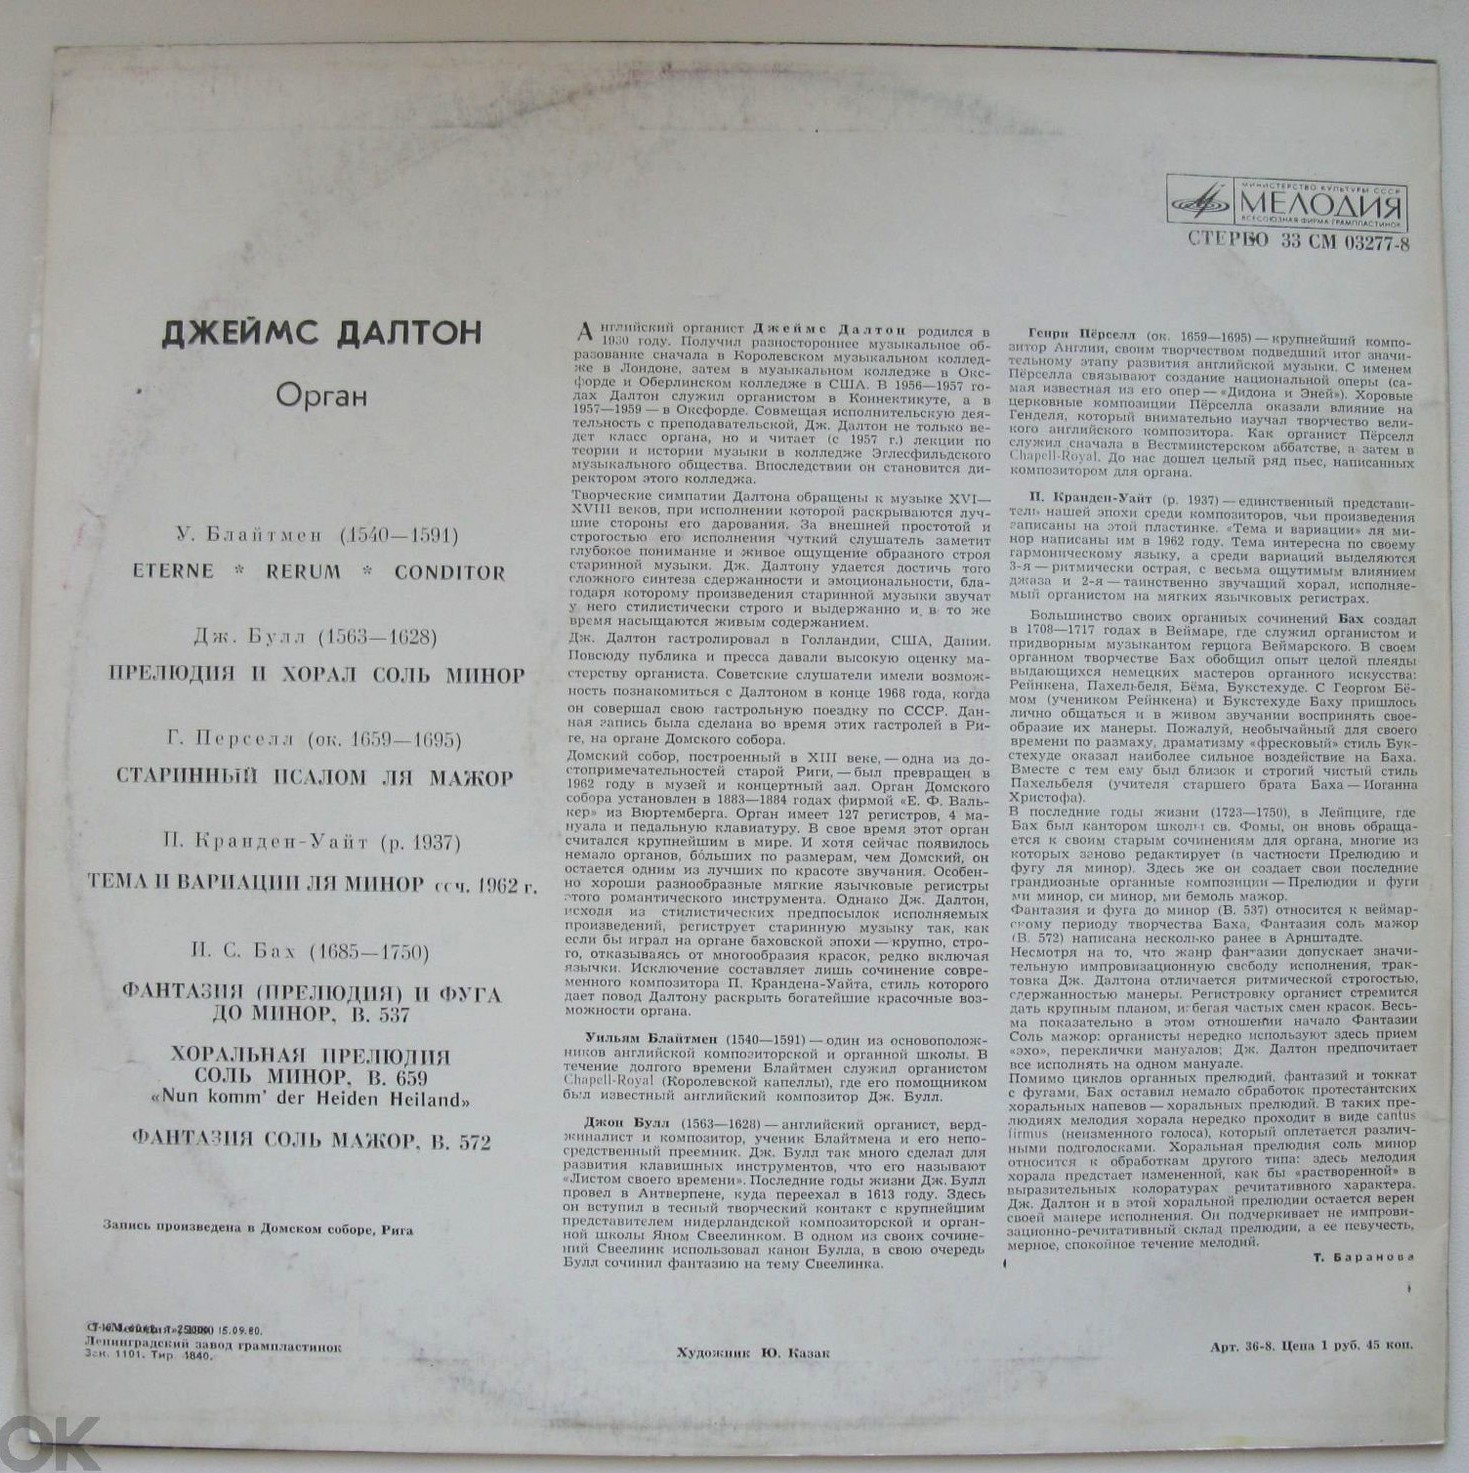 МИНИСТЕРСТВО КУЛЬТУРЫ СССР
МЕЛОДИЯ
ВСЕСОЮЗНАЯ ФИРМА ГРАМПЛАСТИНОК
СТЕРЕО 33 СМ 03277-8
ДЖЕЙМС ДАЛТОН
Орган
У. Блайтмен (1540—1591)
ETERNE * RERUM * CONDITOR
Дж. Булл (1563—1628)
ПРЕЛЮДИЯ И ХОРАЛ СОЛЬ МИНОР
Г. Перселл (ок. 1659—1695)
СТАРИННЫЙ ПСАЛОМ ЛЯ МАЖОР
П. Кранден-Уайт (р. 1937)
ТЕМА И ВАРИАЦИИ ЛЯ МИНОР ссч. 1962 г.
И. С. Бах (1685—1750)
ФАНТАЗИЯ (ПРЕЛЮДИЯ) И ФУГА
ДО МИНОР, В. 537
ХОРАЛЬНАЯ ПРЕЛЮДИЯ
СОЛЬ МИНОР, В. 659
«Nun komm' der Heiden Heiland»
ФАНТАЗИЯ СОЛЬ МАЖОР, В. 572
Запись произведена в Домском соборе, Рига
Английский органист Джеймс Далтон родился в
1930 году. Получил разностороннее музыкальное об-
разование сначала в Королевском музыкальном коллед-
же в Лондоне, затем в музыкальном колледже в Окс-
форде и Оберлинском колледже в США. В 1956—1957 го-
дах Далтон служил органистом в Коннектикуте, а в
1957—1959 — в Оксфорде. Совмещая исполнительскую дея-
тельность с преподавательской, Дж. Далтон не только ве-
дет класс органа, но и читает (с 1957 г.) лекции по
теории и истории музыки в колледже Эглесфильдского
музыкального общества. Впоследствии он становится ди-
ректором этого колледжа.
Творческие симпатии Далтона обращены к музыке XVI—
XVIII веков, при исполнении которой раскрываются луч-
шие стороны его дарования. За внешней простотой и
строгостью его исполнения чуткий слушатель заметит
глубокое понимание и живое ощущение образного строя
старинной музыки. Дж. Далтону удается достичь того
сложного синтеза сдержанности и эмоциональности, бла-
годаря которому произведения старинной музыки звучат
у него стилистически строго и выдержанно и в то же
время насыщаются живым содержанием.
Дж. Далтон гастролировал в Голландии, США, Дании.
Повсюду публика и пресса давали высокую оценку ма-
стерству органиста. Советские слушатели имели возмож-
ность познакомиться с Далтоном в конце 1968 года, когда
он совершал свою гастрольную поездку по СССР. Дан-
ная запись была сделана во время этих гастролей в Ри-
ге, на органе Домского собора.
Домский собор, построенный в XIII веке, — одна из до-
стопримечательностей старой Риги, — был превращен в
1962 году в музей и концертный зал. Орган Домского
собора установлен в 1883—1884 годах фирмой «Е. Ф. Валь-
кер» из Вюртемберга. Орган имеет 127 регистров, 4 ма-
нуала и педальную клавиатуру. В свое время этот орган
считался крупнейшим в мире. И хотя сейчас появилось
немало органов, бо́льших по размерам, чем Домский, он
остается одним из лучших по красоте звучания. Особен-
но хороши разнообразные мягкие язычковые регистры
этого романтического инструмента. Однако Дж. Далтон,
исходя из стилистических предпосылок исполняемых
произведений, региструет старинную музыку так, как
если бы играл на органе баховской эпохи — крупно, стро-
го, отказываясь от многообразия красок, редко включая
язычки. Исключение составляет лишь сочинение совре-
менного композитора П. Крандена-Уайта, стиль которого
дает повод Далтону раскрыть богатейшие красочные воз-
можности органа.
Уильям Блайтмен (1540—1591) — один из основополож-
ников английской композиторской и органной школы. В
течение долгого времени Блайтмен служил органистом
Chapell-Royal (Королевской капеллы), где его помощником
был известный английский композитор Дж. Булл.
Джон Булл (1563—1628) — английский органист, верд-
жиналист и композитор, ученик Блайтмена и его непо-
средственный преемник. Дж. Булл так много сделал для
развития клавишных инструментов, что его называют
«Листом своего времени». Последние годы жизни Дж. Булл
провел в Антверпене, куда переехал в 1613 году. Здесь
он вступил в тесный творческий контакт с крупнейшим
представителем нидерландской композиторской и орган-
ной школы Яном Свеелинком. В одном из своих сочине-
ний Свеелинк использовал канон Булла, в свою очередь
Булл сочинил фантазию на тему Свеелинка.
Генри Пёрселл (ок. 1659—1695) — крупнейший компо-
зитор Англии, своим творчеством подведший итог значи-
тельному этапу развития английской музыки. С именем
Пёрселла связывают создание национальной оперы (са-
мая известная из его опер — «Дидона и Эней»). Хоровые
церковные композиции Пёрселла оказали влияние на
Генделя, который внимательно изучал творчество вели-
кого английского композитора. Как органист Пёрселл
служил сначала в Вестминстерском аббатстве, а затем в
Chapell-Royal. До нас дошел целый ряд пьес, написанных
композитором для органа.
П. Кранден-Уайт (р. 1937) — единственный представи-
тель нашей эпохи среди композиторов, чьи произведения
записаны на этой пластинке. «Тема и вариации» ля ми-
нор написаны им в 1962 году. Тема интересна по своему
гармоническому языку, а среди вариаций выделяются
3-я — ритмически острая, с весьма ощутимым влиянием
джаза и 2-я — таинственно звучащий хорал, исполняе-
мый органистом на мягких язычковых регистрах.
Большинство своих органных сочинений Бах создал
в 1708—1717 годах в Веймаре, где служил органистом и
придворным музыкантом герцога Веймарского. В своем
органном творчестве Бах обобщил опыт целой плеяды
выдающихся немецких мастеров органного искусства:
Рейнкена, Пахельбеля, Бёма, Букстехуде. С Георгом Бё-
мом (учеником Рейнкена) и Букстехуде Баху пришлось
лично общаться и в живом звучании воспринять свое-
образие их манеры. Пожалуй, необычайный для своего
времени по размаху, драматизму «фресковый» стиль Бук-
стехуде оказал наиболее сильное воздействие на Баха.
Вместе с тем ему был близок и строгий чистый стиль
Пахельбеля (учителя старшего брата Баха — Иоганна
Христофа).
В последние годы жизни (1723—1750), в Лейпциге, где
Бах был кантором школы св. Фомы, он вновь обраща-
ется к своим старым сочинениям для органа, многие из
которых заново редактирует (в частности Прелюдию и
фугу ля минор). Здесь же он создает свои последние
грандиозные органные композиции — Прелюдии и фуги
ми минор, си минор, ми бемоль мажор.
Фантазия и фуга до минор (В. 537) относится к веймар-
скому периоду творчества Баха, Фантазия соль мажор
(В. 572) написана несколько ранее в Арнштадте.
Несмотря на то, что жанр фантазии допускает значи-
тельную импровизационную свободу исполнения, трак-
товка Дж. Далтона отличается ритмической строгостью,
сдержанностью манеры. Регистровку органист стремится
дать крупным планом, избегая частых смен красок. Весь-
ма показательно в этом отношении начало Фантазии
Соль мажор: органисты нередко используют здесь прием
«эхо», переклички мануалов; Дж. Далтон предпочитает
все исполнять на одном мануале.
Помимо циклов органных прелюдий, фантазий и токкат
с фугами, Бах оставил немало обработок протестантских
хоральных напевов — хоральных прелюдий. В таких пре-
людиях мелодия хорала нередко проходит в виде cantus
firmus (неизменного голоса), который оплетается различ-
ными подголосками. Хоральная прелюдия соль минор
относится к обработкам другого типа: здесь мелодия
хорала предстает измененной, как бы «растворенной» в
выразительных колоратурах речитативного характера.
Дж. Далтон и в этой хоральной прелюдии остается верен
своей манере исполнения. Он подчеркивает не импрови-
зационно-речитативный склад прелюдии, а ее певучесть,
мерное, спокойное течение мелодий.
Т. Баранова
15.09.80.
Ленинградский завод грампластинок
Зак. 1101. Тир. 1840.
Художник Ю. Казак
Арт. 36-8. Цена 1 руб. 45 коп.
OK